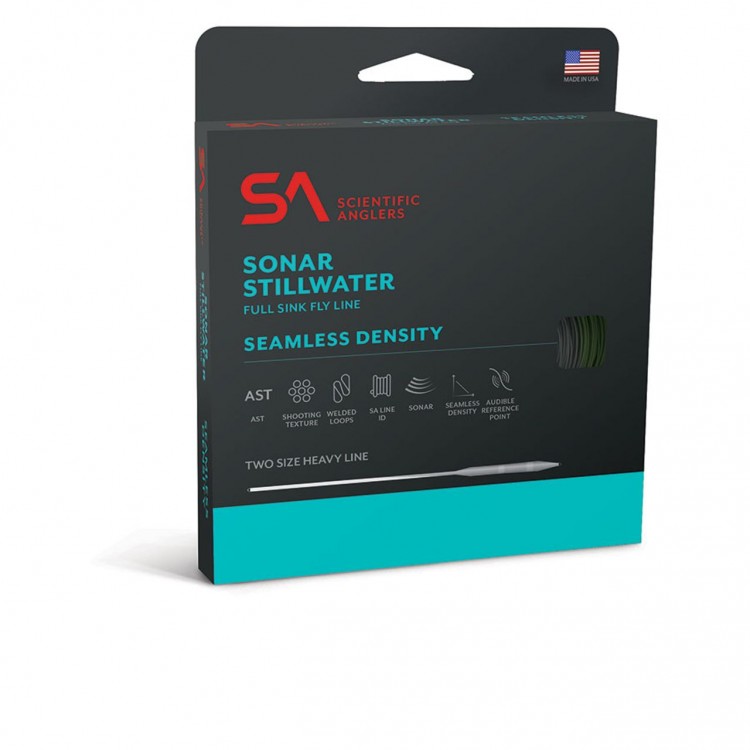 MADE IN USA
SA
SCIENTIFIC
ANGLERS
SONAR
STILLWATER
FULL SINK FLY LINE
SEAMLESS DENSITY
AST
AST
SHOOTING
TEXTURE
WELDED
LOOPS
SA LINE
ID
SONAR
SEAMLESS
DENSITY
AUDIBLE
REFERENCE
POINT
TWO SIZE HEAVY LINE